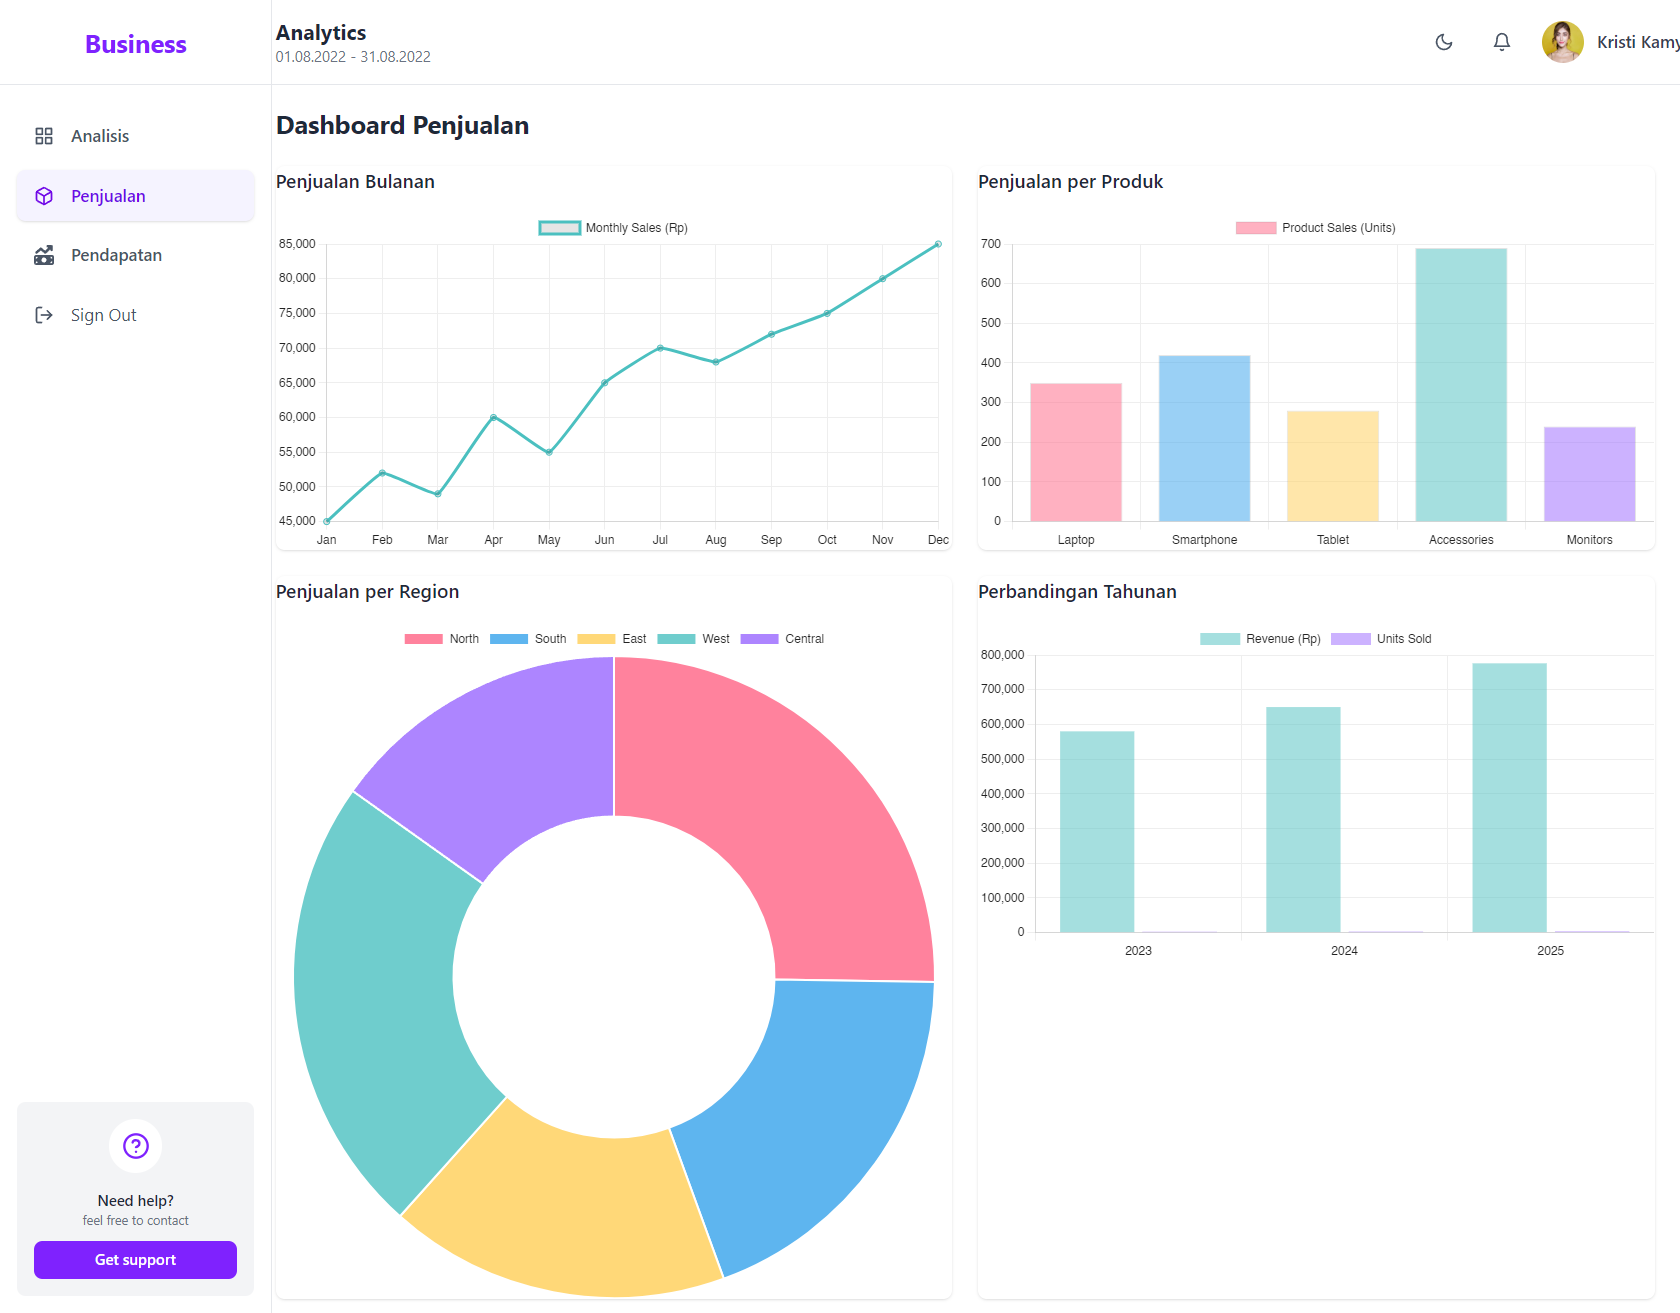 Business
Analytics
01.08.2022 - 31.08.2022
Kristi Kamy
Analisis
Penjualan
Pendapatan
Sign Out
Need help?
feel free to contact
Get support
Dashboard Penjualan
Penjualan Bulanan
Monthly Sales (Rp)
85,000
80,000
75,000
70,000
65,000
60,000
55,000
50,000
45,000
Jan Feb Mar Apr May Jun Jul Aug Sep Oct Nov Dec
Penjualan per Produk
Product Sales (Units)
700
600
500
400
300
200
100
0
Laptop Smartphone Tablet Accessories Monitors
Penjualan per Region
North South East West Central
Perbandingan Tahunan
Revenue (Rp) Units Sold
800,000
700,000
600,000
500,000
400,000
300,000
200,000
100,000
0
2023 2024 2025